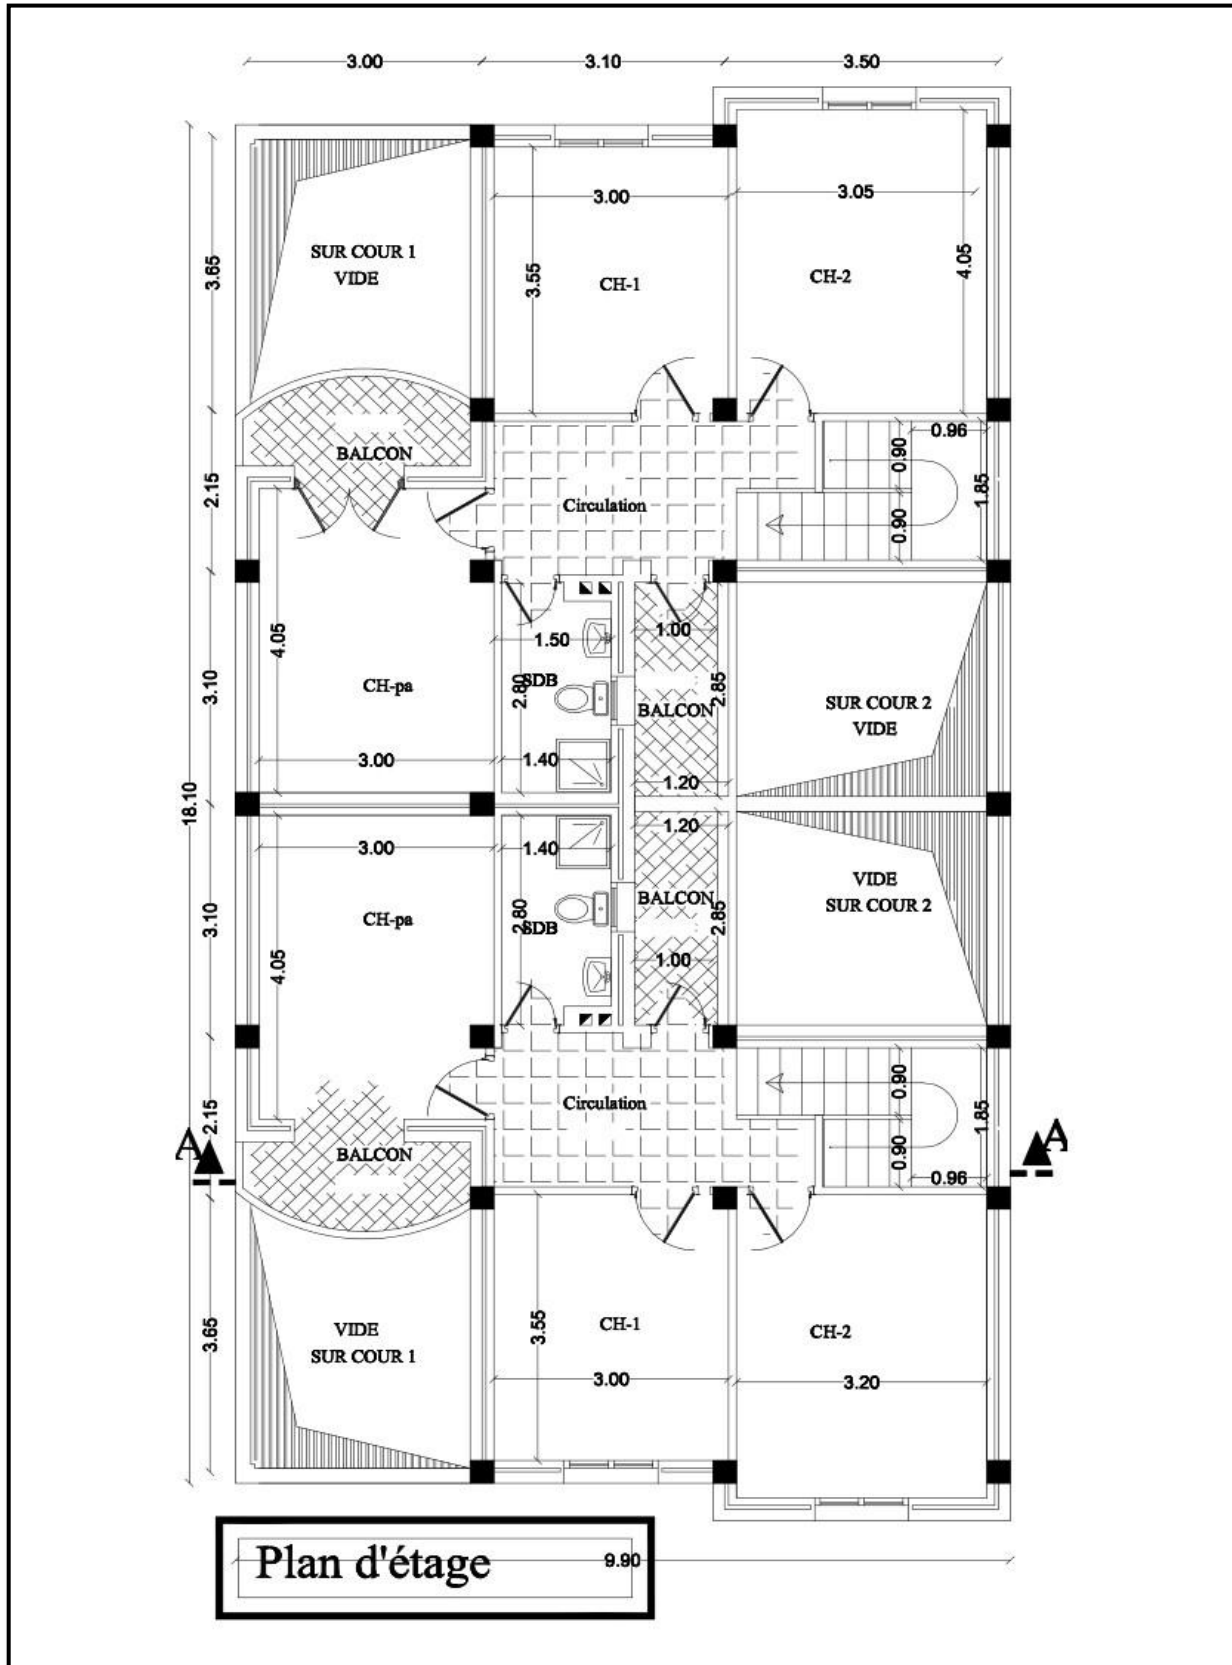 3.00 3.10 3.50
4.05
3.65
3.00
3.05
3.55
SUR COUR 1
VIDE
CH-1
CH-2
BALCON
0.96
0.90
2.15
Circulation
1.85
0.90
4.05
1.00
1.50
3.10
CH-pa
SDB
2.80
2.85
BALCON
SUR COUR 2
VIDE
3.00
1.40
1.20
18.10
1.20
3.00
1.40
VIDE
SUR COUR 2
BALCON
CH-pa
3.10
2.80
SDB
2.85
4.05
1.00
0.90
Circulation
2.15
1.85
A
BALCON
0.90
A
0.96
3.65
3.55
CH-1
CH-2
VIDE
SUR COUR 1
3.00
3.20
Plan d'étage
9.90